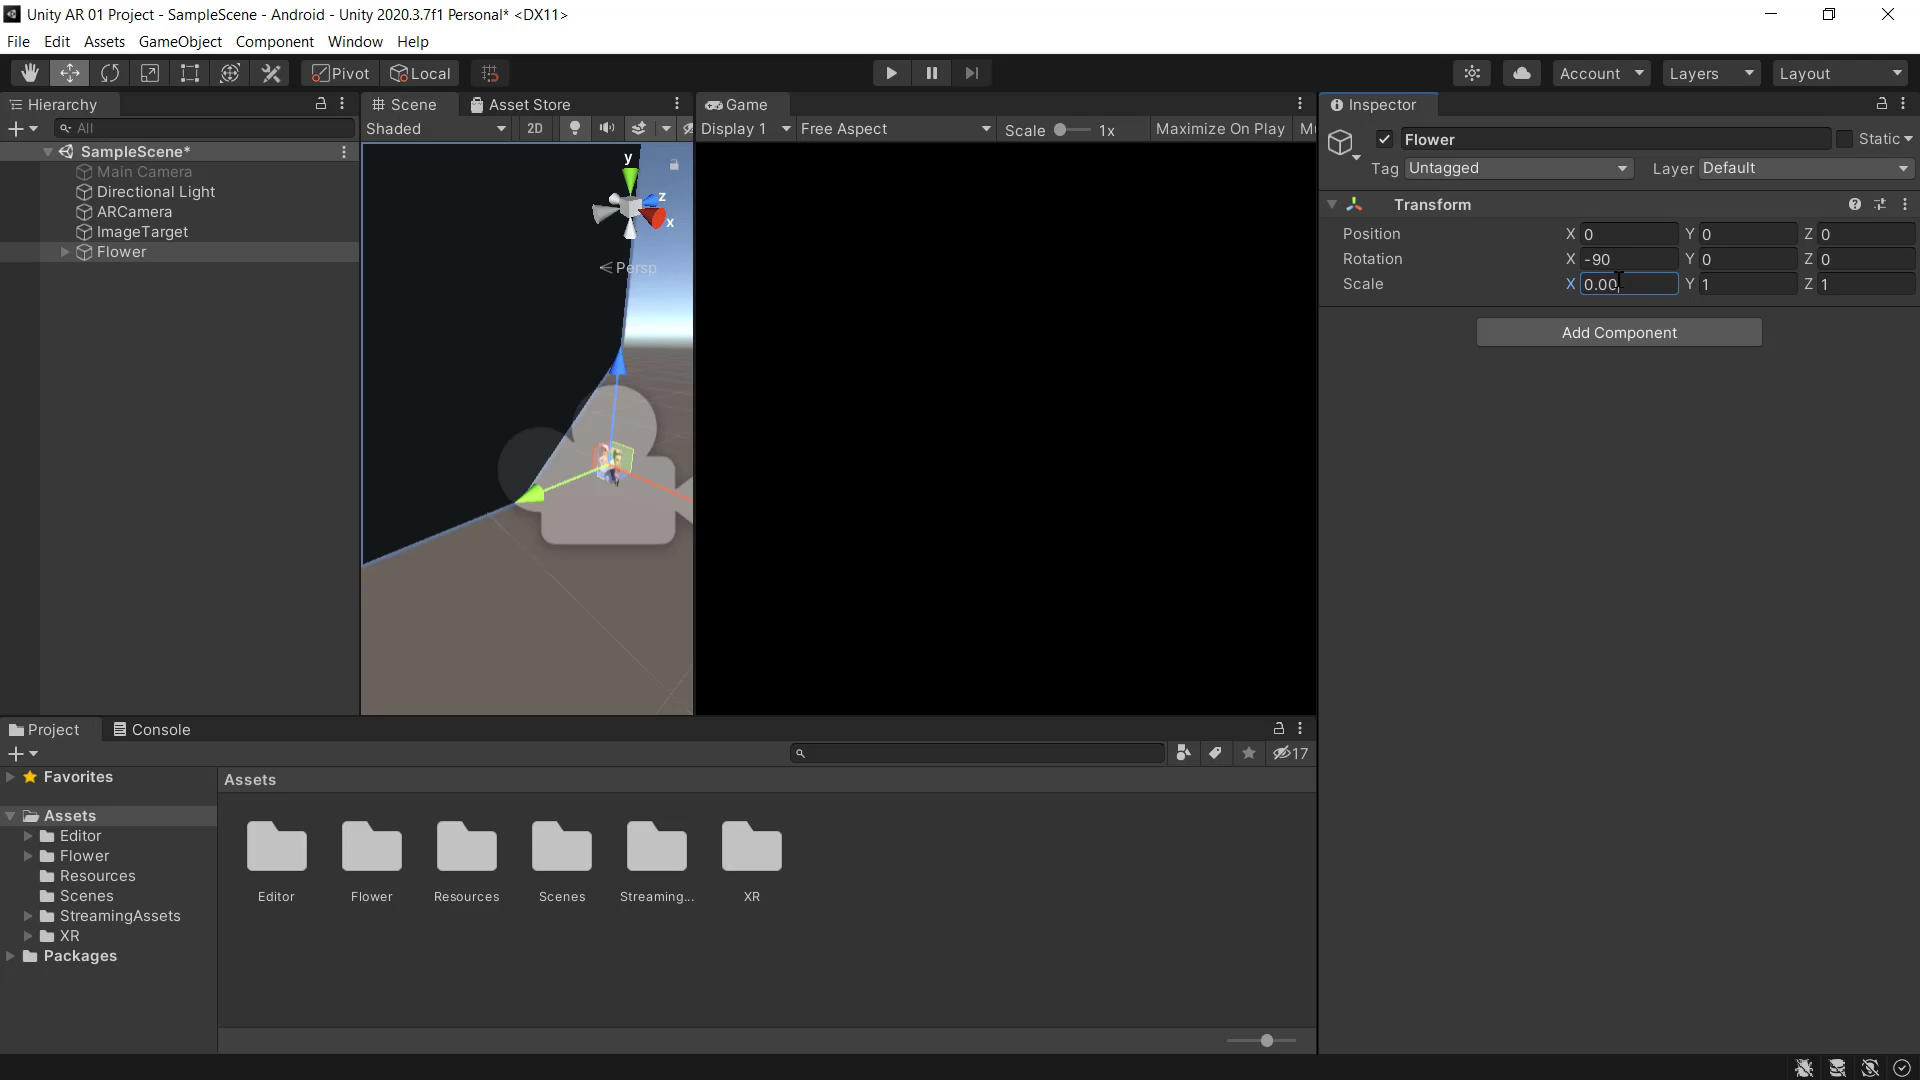 Unity AR 01 Project - SampleScene - Android - Unity 2020.3.7f1 Personal* <DX11>
File Edit Assets GameObject Component Window Help
Pivot Local Account Layers Layout
Hierarchy Scene Asset Store Game Inspector
All Shaded 2D Display 1 Free Aspect Scale 1x Maximize On Play
Flower Static
Tag Untagged Layer Default
SampleScene*
Main Camera
Directional Light
ARCamera
ImageTarget
Flower
y
z
x
Persp
Transform
Position X 0 Y 0 Z 0
Rotation X -90 Y 0 Z 0
Scale X 0.00 Y 1 Z 1
Add Component
Project Console
17
Favorites
Assets
Editor
Flower
Resources
Scenes
StreamingAssets
XR
Packages
Assets
Editor Flower Resources Scenes Streaming... XR